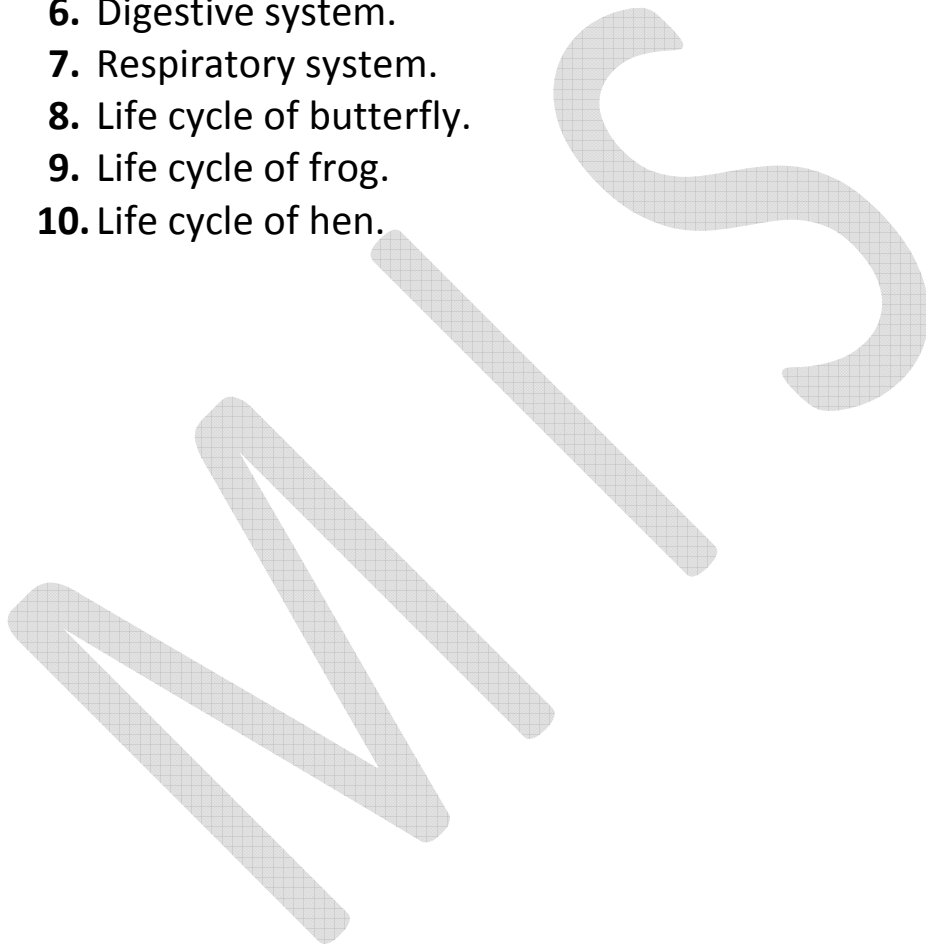 6. Digestive system.
7. Respiratory system.
8. Life cycle of butterfly.
9. Life cycle of frog.
10. Life cycle of hen.
MIS